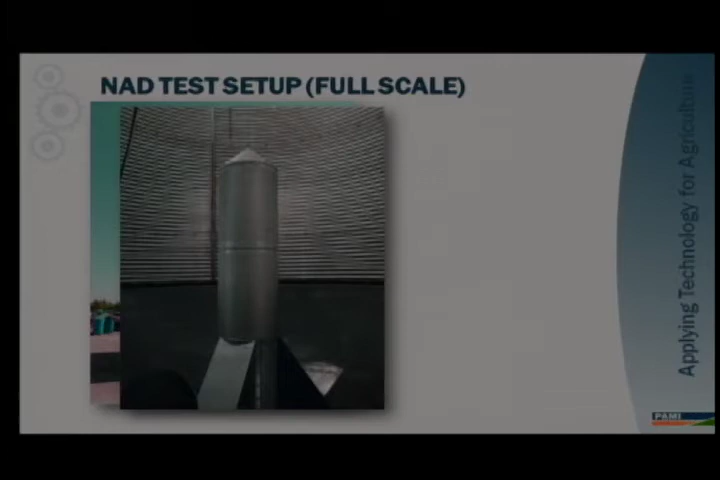 NAD TEST SETUP (FULL SCALE)
Applying Technology for Agriculture
PAMI